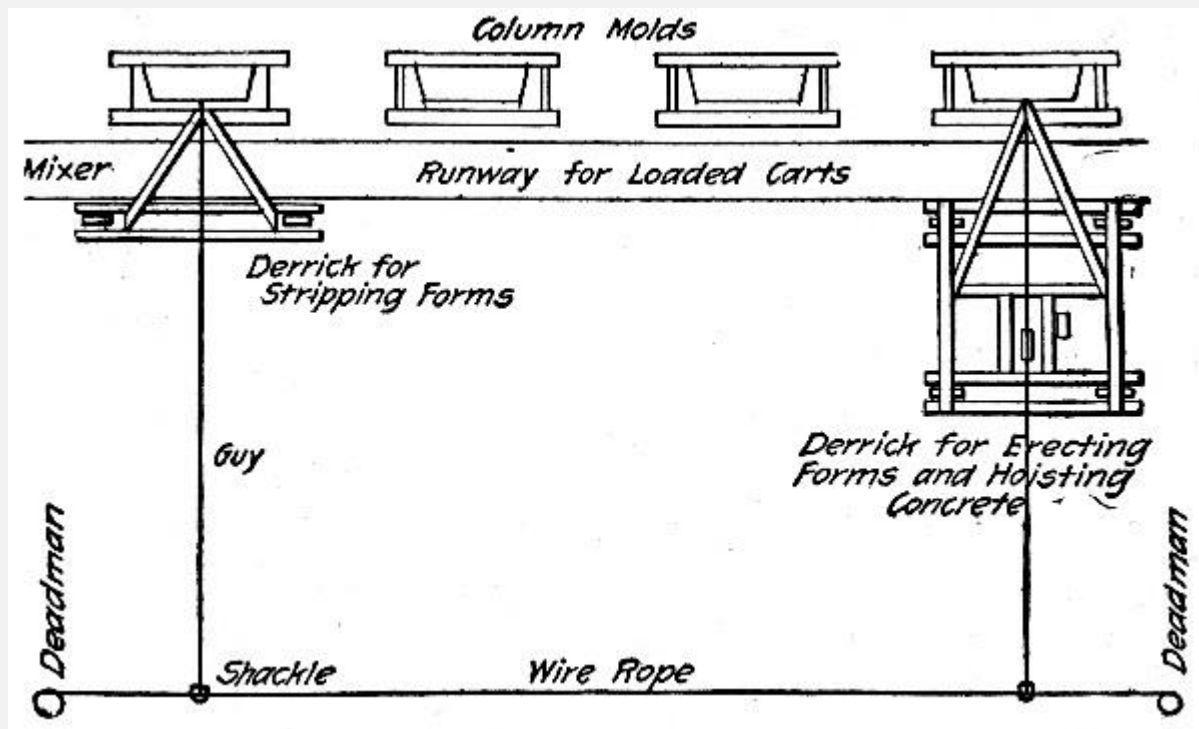 Column Molds
Mixer
Runway for Loaded Carts
Derrick for
Stripping Forms
Guy
Derrick for Erecting
Forms and Hoisting
Concrete
Deadman
Deadman
Shackle
Wire Rope